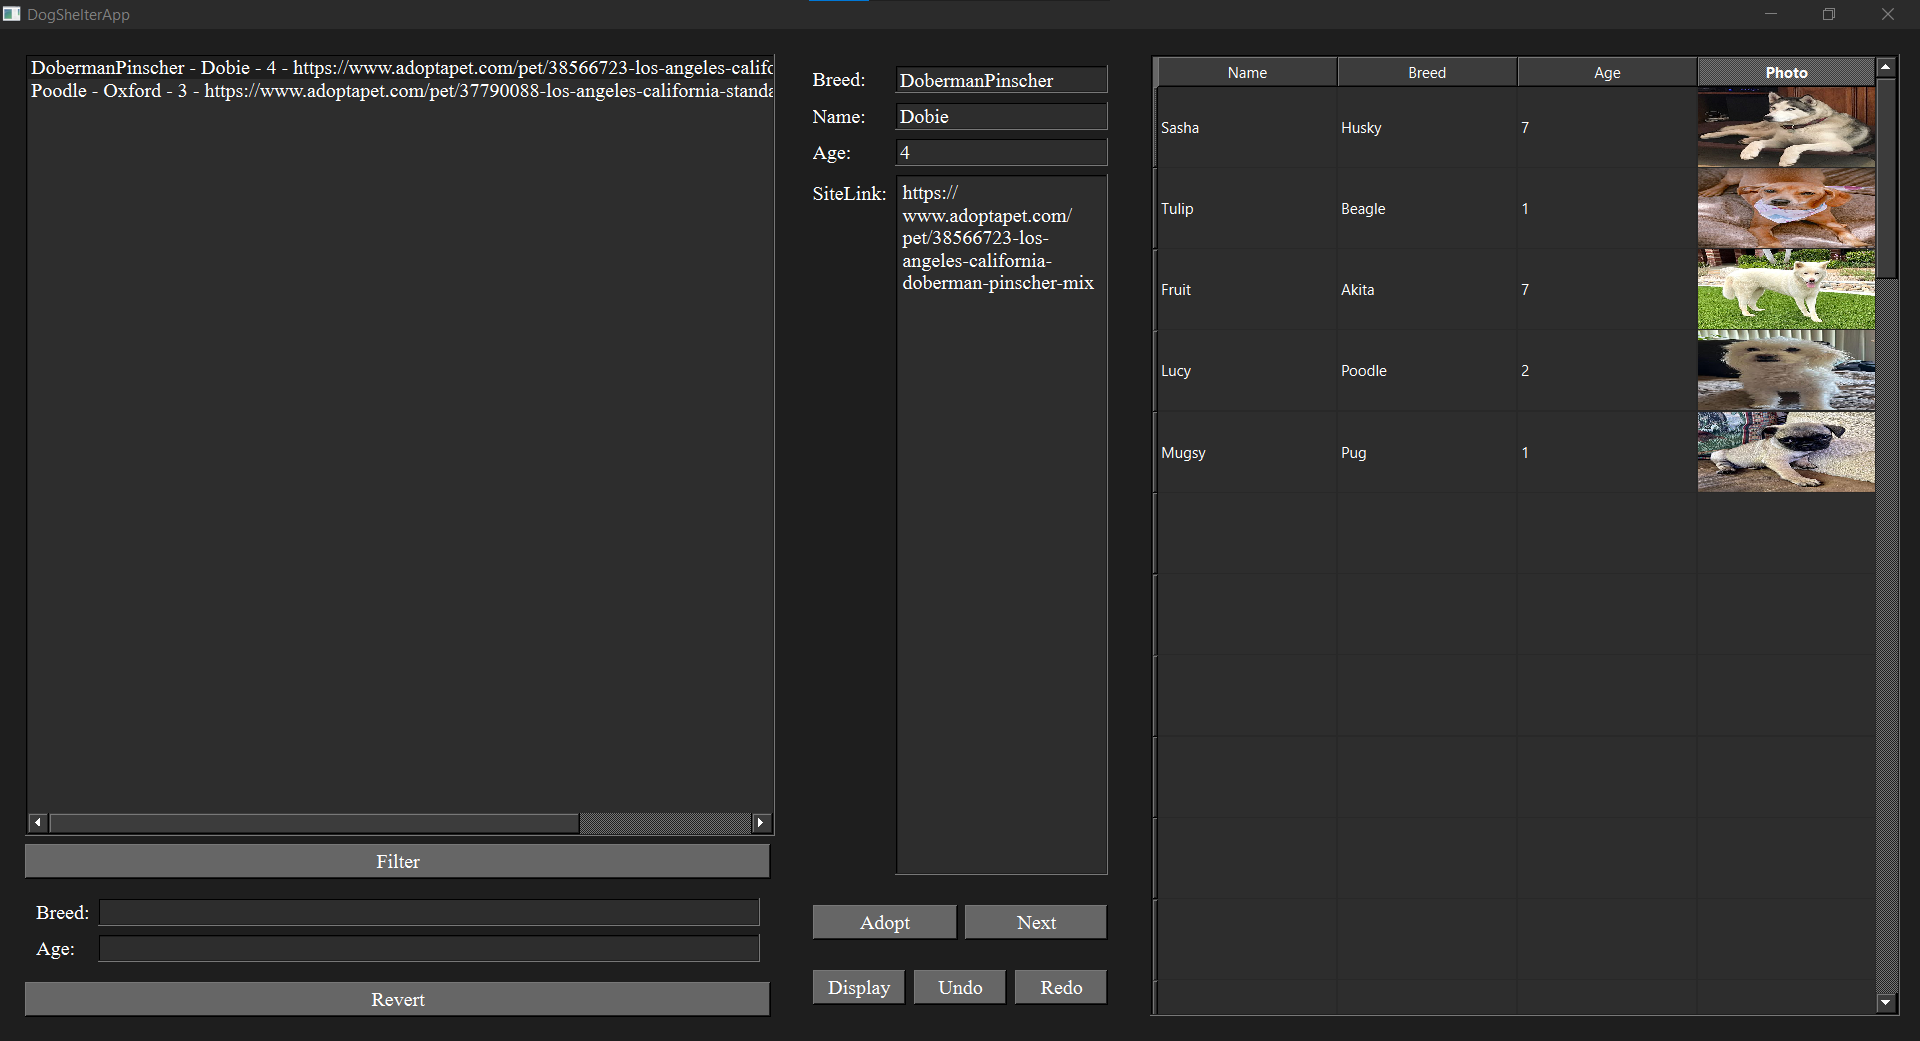 DogShelterApp
DobermanPinscher - Dobie - 4 - https://www.adoptapet.com/pet/38566723-los-angeles-califc
Poodle - Oxford - 3 - https://www.adoptapet.com/pet/37790088-los-angeles-california-standa
Filter
Breed:
Age:
Revert
Breed: DobermanPinscher
Name: Dobie
Age: 4
SiteLink: https://
www.adoptapet.com/
pet/38566723-los-
angeles-california-
doberman-pinscher-mix
Adopt Next
Display Undo Redo
Name Breed Age Photo
Sasha Husky 7
Tulip Beagle 1
Fruit Akita 7
Lucy Poodle 2
Mugsy Pug 1